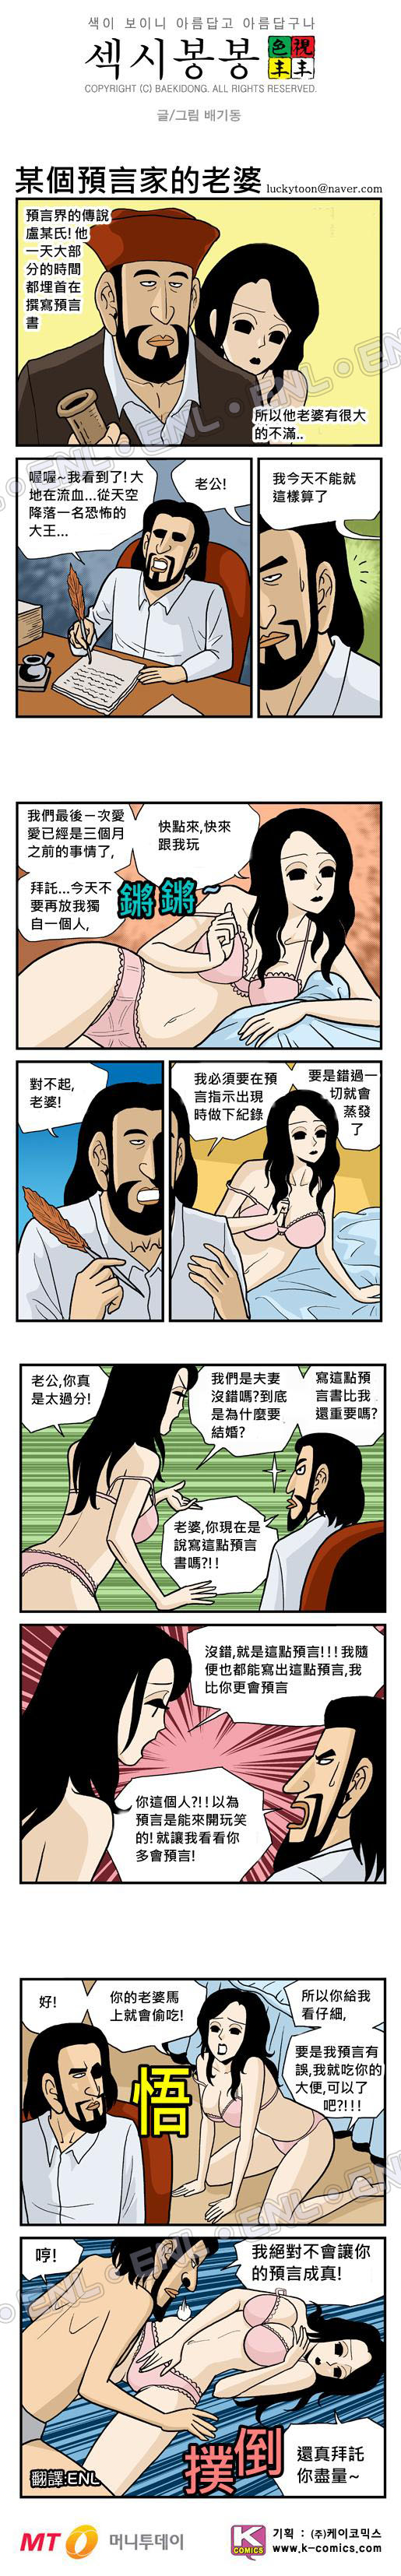 색이 보이니 아름답고 아름답구나
섹시봉봉
色視
丰丰
COPYRIGHT (C) BAEKIDONG. ALL RIGHTS RESERVED.
글/그림 배기동
某個預言家的老婆
luckytoon@naver.com
預言界的傳說
盧某氏!他
一天大部
分的時間
都埋首在
撰寫預言
書
所以他老婆有很大
的不滿..
ENL
ENL
ENL
喔喔~我看到了!大
地在流血...從天空
降落一名恐怖的
大王...
老公!
我今天不能就
這樣算了
我們最後一次愛
愛已經是三個月
之前的事情了,
拜託...今天不
要再放我獨
自一個人,
快點來,快來
跟我玩
鏘鏘~
對不起,
老婆!
我必須要在預
言指示出現
時做下紀錄
要是錯過一
切就會
蒸發
了
老公,你真
是太過分!
我們是夫妻
沒錯嗎?到底
是為什麼要
結婚?
寫這點預
言書比我
還重要嗎?
老婆,你現在是
說寫這點預言
書嗎?!!
沒錯,就是這點預言!!!我隨
便也都能寫出這點預言,我
比你更會預言
你這個人?!!以為
預言是能來開玩笑
的!就讓我看看你
多會預言!
好!
你的老婆馬
上就會偷吃!
所以你給我
看仔細,
要是我預言有
誤,我就吃你的
大便,可以了
吧?!!!
悟
ENL
ENL
ENL
哼!
我絕對不會讓你
的預言成真!
撲倒
還真拜託
你盡量~
翻譯:ENL
MT 머니투데이
K COMICS
기획 : (주)케이코믹스
www.k-comics.com